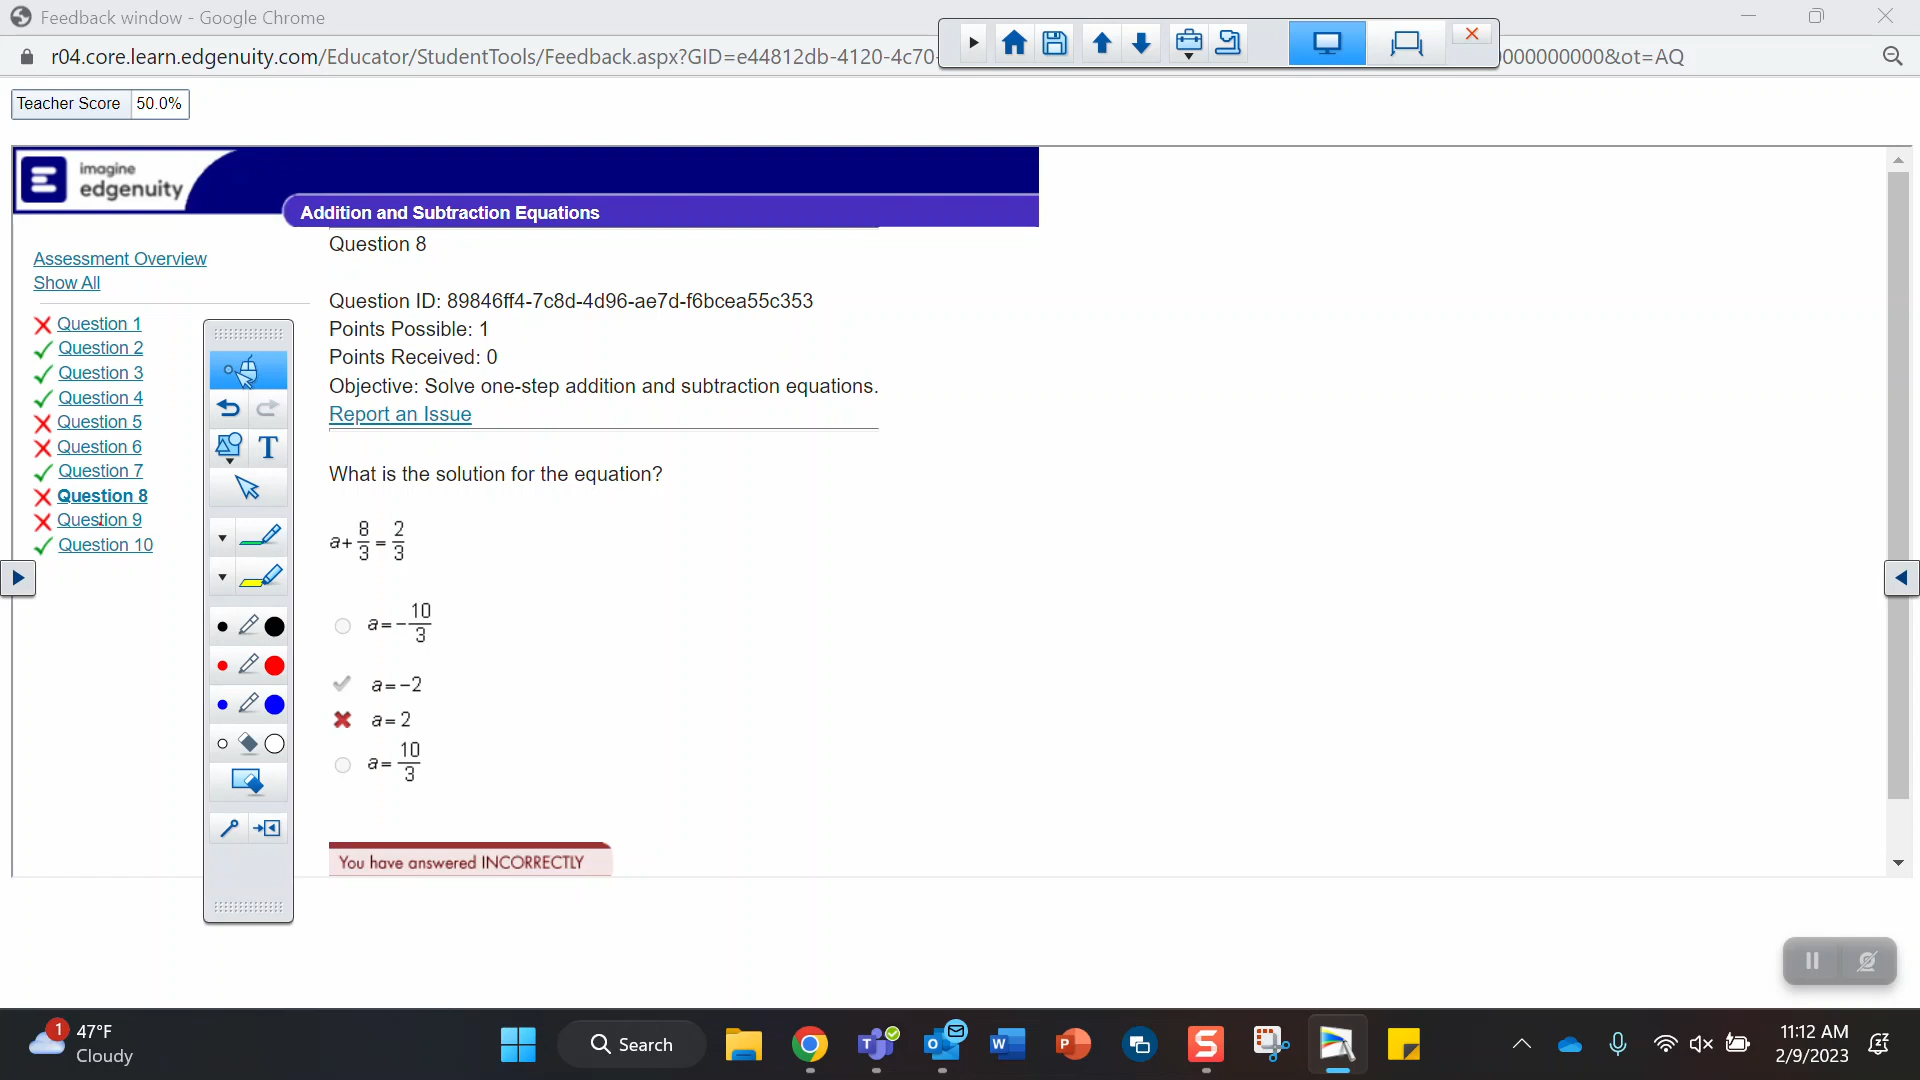 Feedback window - Google Chrome
r04.core.learn.edgenuity.com/Educator/StudentTools/Feedback.aspx?GID=e44812db-4120-4c70-
000000000&ot=AQ
Teacher Score 50.0%
imagine
edgenuity
Addition and Subtraction Equations
Assessment Overview
Show All
Question 1
Question 2
Question 3
Question 4
Question 5
Question 6
Question 7
Question 8
Question 9
Question 10
T
Question 8
Question ID: 89846ff4-7c8d-4d96-ae7d-f6bcea55c353
Points Possible: 1
Points Received: 0
Objective: Solve one-step addition and subtraction equations.
Report an Issue
What is the solution for the equation?
a+8/3=2/3
a=-10/3
a=-2
a=2
a=10/3
You have answered INCORRECTLY
1
47°F
Cloudy
Search
11:12 AM
2/9/2023